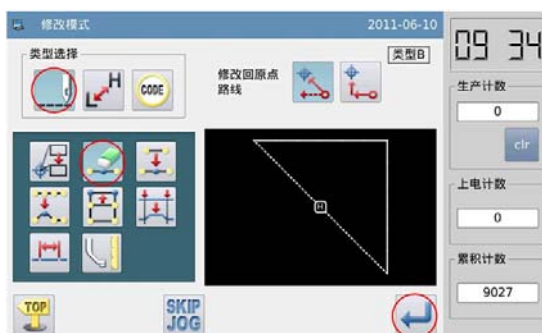 修改模式
2011-06-10
类型选择
类型B
H
L
CODE
修改回原点
路线
09 34
生产计数
0
clr
上电计数
0
累积计数
9027
H
TOP
SKIP
JOG